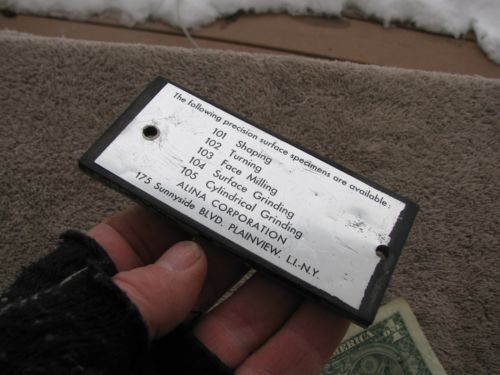 The following precision surface specimens are available:
101 Shaping
102 Turning
103 Face Milling
104 Surface Grinding
105 Cylindrical Grinding
ALINA CORPORATION
175 Sunnyside BLVD. PLAINVIEW. L.I.-N.Y.